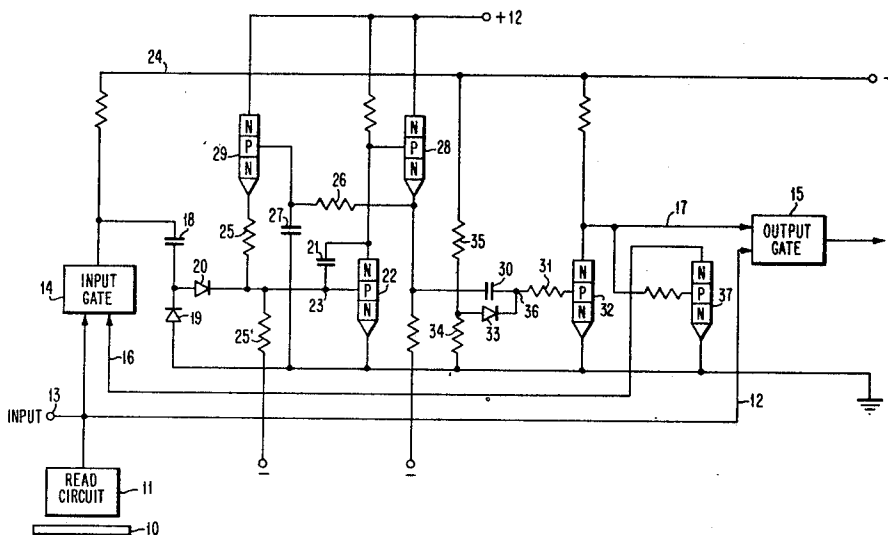 +12
24
N
P
N
29
N
P
N
28
26
18
25
27
21
35
17
15
OUTPUT
GATE
30
31
14
INPUT
GATE
20
23
N
P
N
22
N
P
N
32
N
P
N
37
19
25'
34
33
36
16
INPUT
13
12
READ
CIRCUIT
11
10